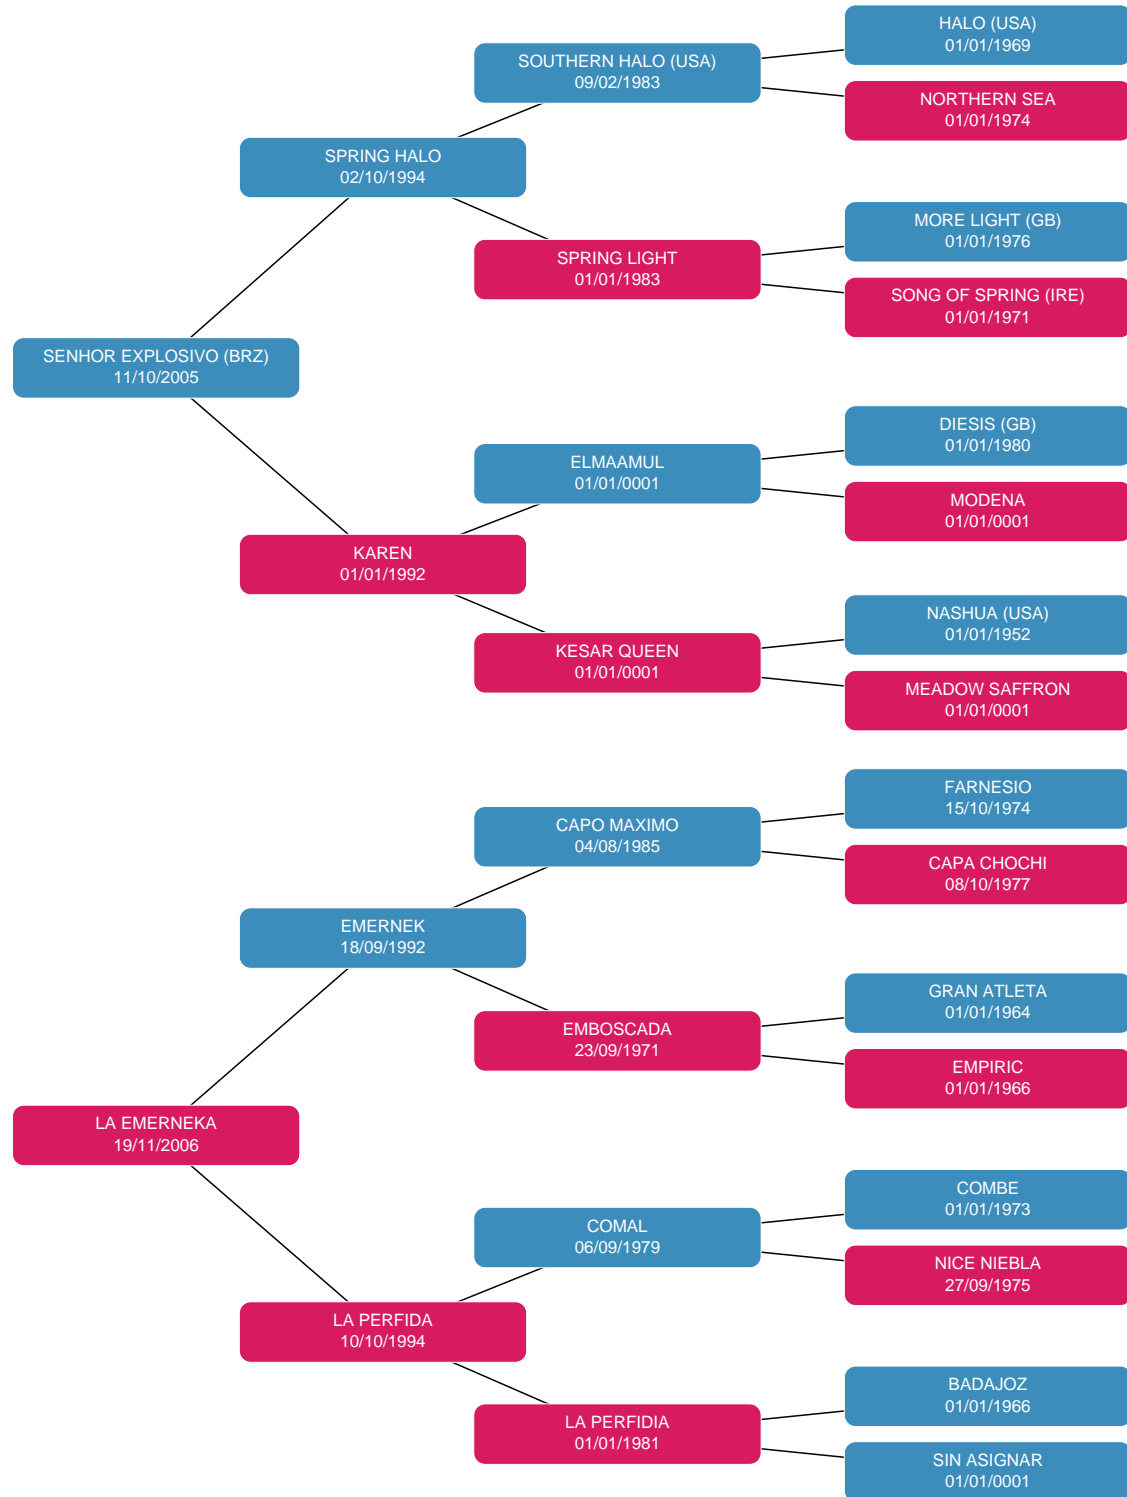 HALO (USA)
01/01/1969
SOUTHERN HALO (USA)
09/02/1983
NORTHERN SEA
01/01/1974
SPRING HALO
02/10/1994
MORE LIGHT (GB)
01/01/1976
SPRING LIGHT
01/01/1983
SONG OF SPRING (IRE)
01/01/1971
SENHOR EXPLOSIVO (BRZ)
11/10/2005
DIESIS (GB)
01/01/1980
ELMAAMUL
01/01/0001
MODENA
01/01/0001
KAREN
01/01/1992
NASHUA (USA)
01/01/1952
KESAR QUEEN
01/01/0001
MEADOW SAFFRON
01/01/0001
FARNESIO
15/10/1974
CAPO MAXIMO
04/08/1985
CAPA CHOCHI
08/10/1977
EMERNEK
18/09/1992
GRAN ATLETA
01/01/1964
EMBOSCADA
23/09/1971
EMPIRIC
01/01/1966
LA EMERNEKA
19/11/2006
COMBE
01/01/1973
COMAL
06/09/1979
NICE NIEBLA
27/09/1975
LA PERFIDA
10/10/1994
BADAJOZ
01/01/1966
LA PERFIDIA
01/01/1981
SIN ASIGNAR
01/01/0001